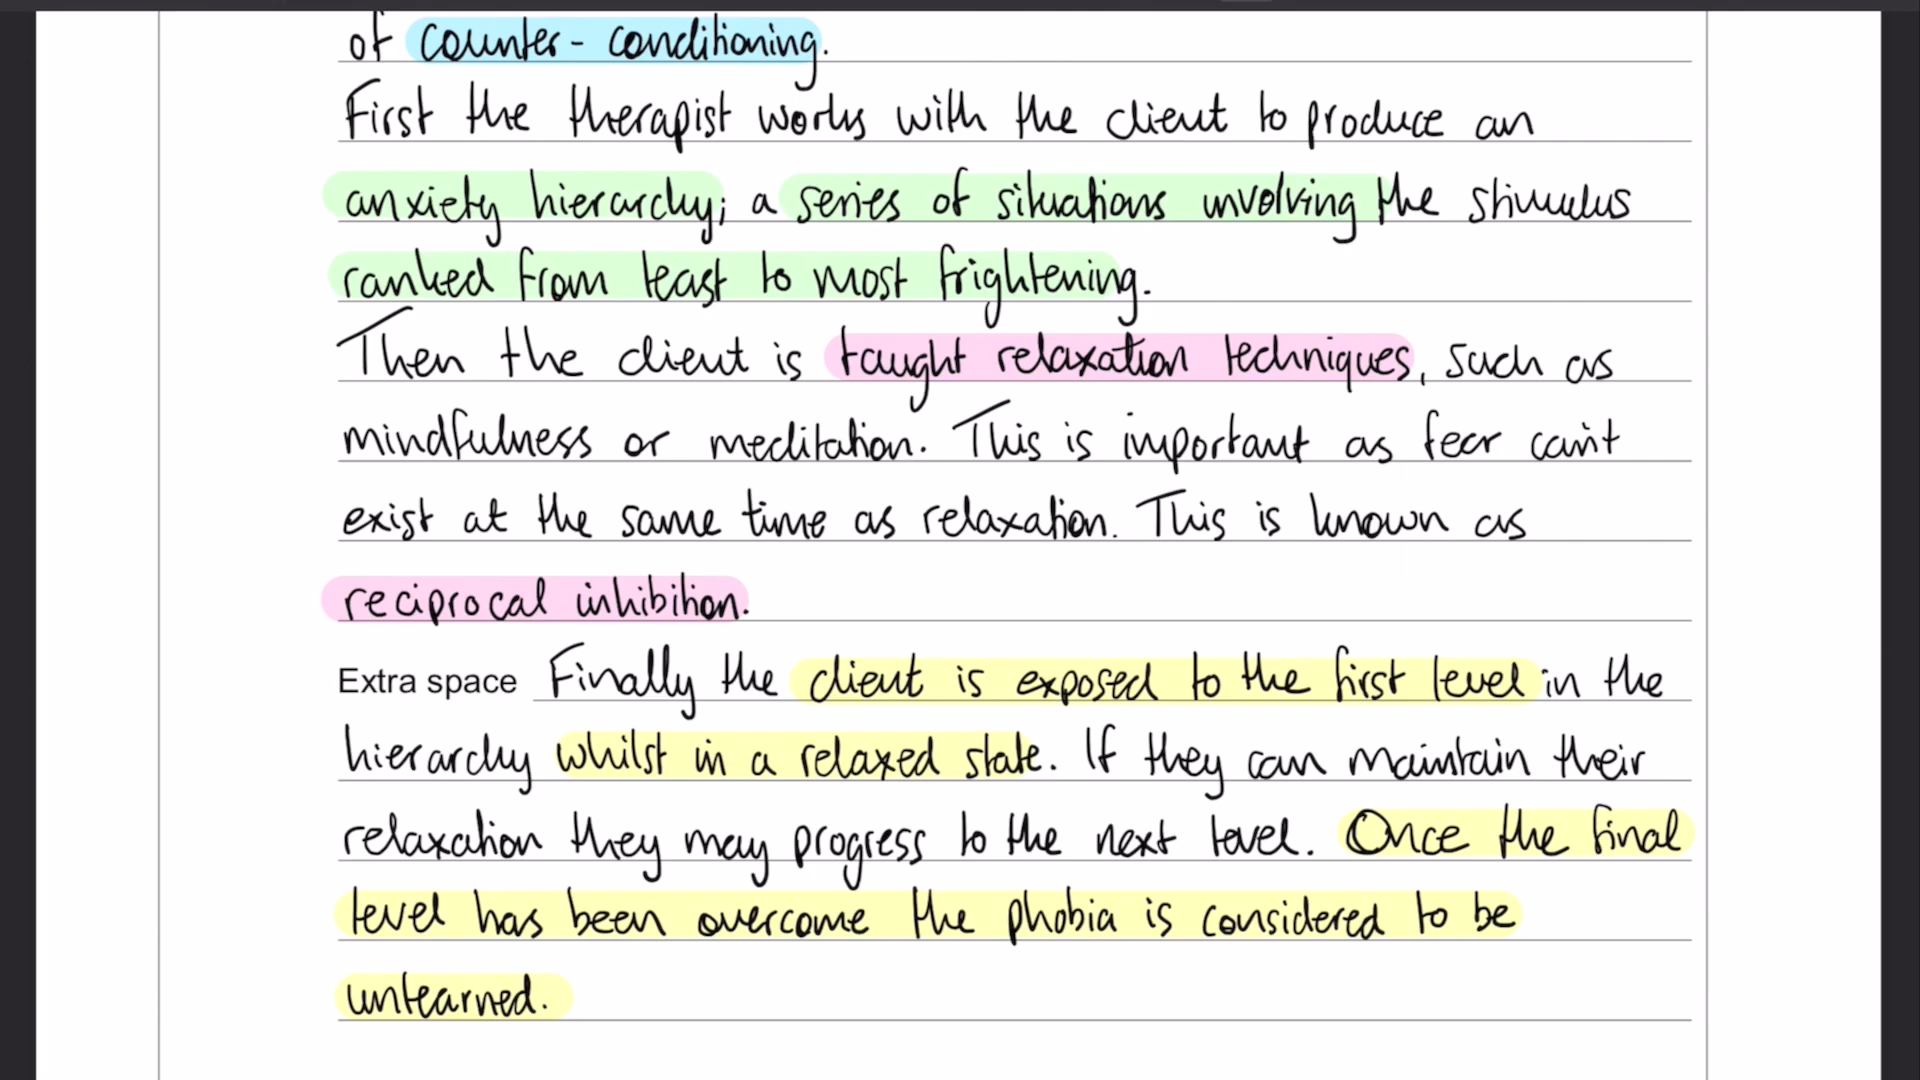 of counter-conditioning.
First the therapist works with the client to produce an
anxiety hierarchy; a series of situations involving the stimulus
ranked from least to most frightening.
Then the client is taught relaxation techniques, such as
mindfulness or meditation. This is important as fear can't
exist at the same time as relaxation. This is known as
reciprocal inhibition.
Extra space Finally the client is exposed to the first level in the
hierarchy whilst in a relaxed state. If they can maintain their
relaxation they may progress to the next level. Once the final
level has been overcome the phobia is considered to be
unlearned.